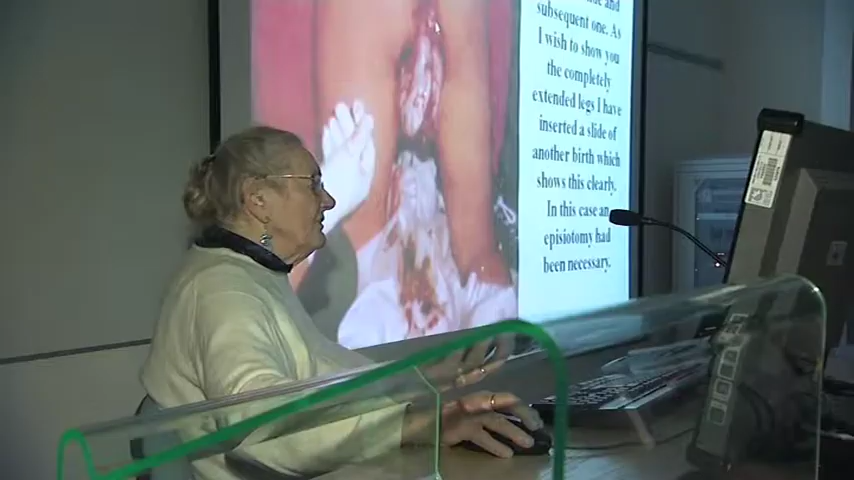 subsequent one. As
I wish to show you
the completely
extended legs I have
inserted a slide of
another birth which
shows this clearly.
In this case an
episiotomy had
been necessary.